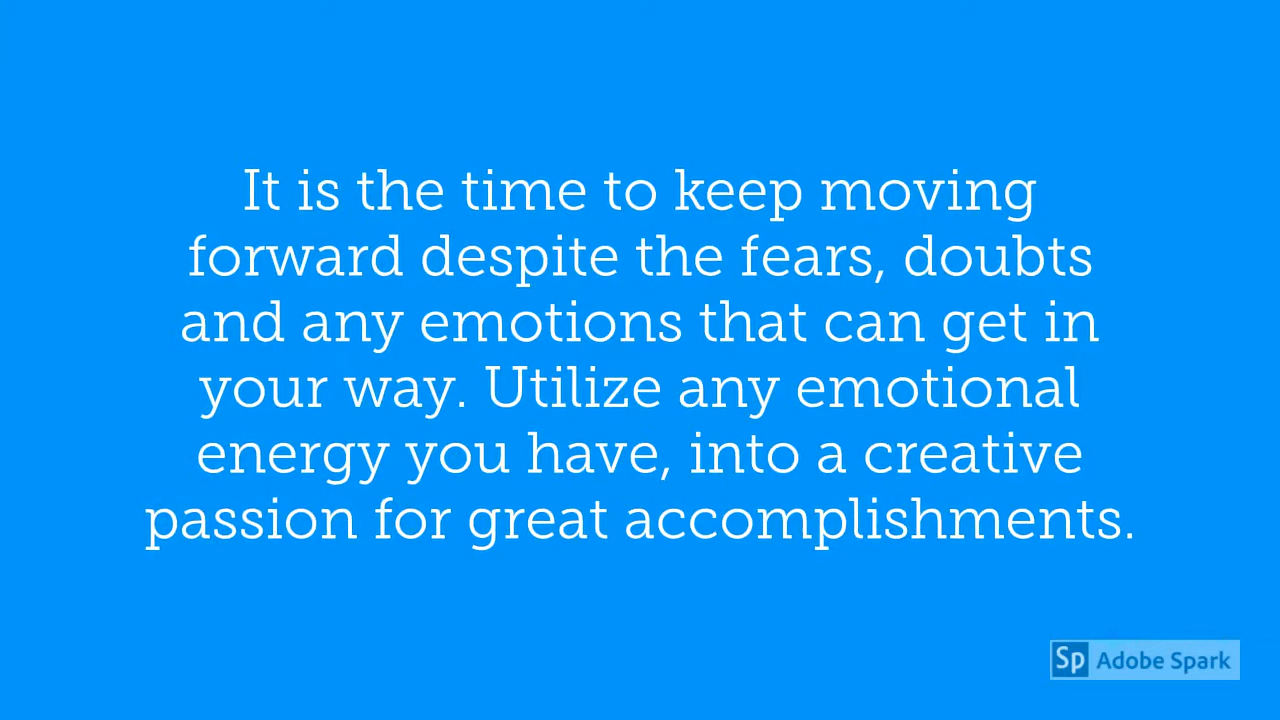 It is the time to keep moving
forward despite the fears, doubts
and any emotions that can get in
your way. Utilize any emotional
energy you have, into a creative
passion for great accomplishments.
Sp Adobe Spark